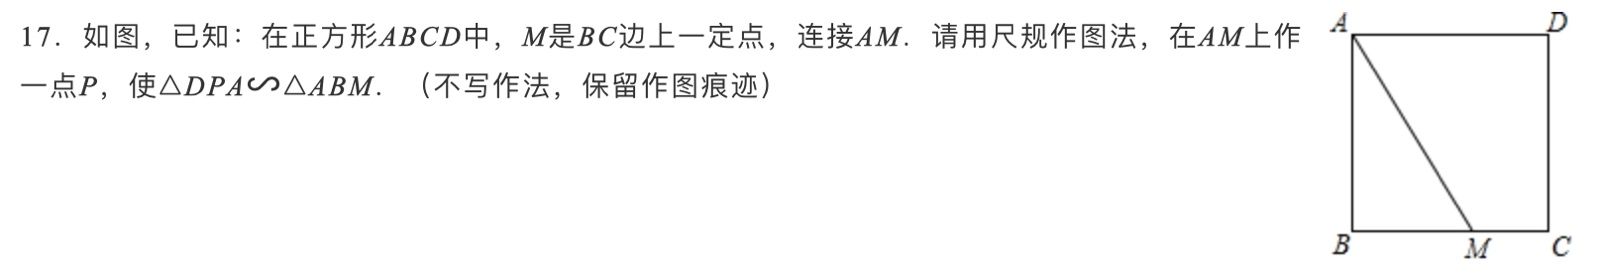 17．如图，已知：在正方形ABCD中，M是BC边上一定点，连接AM．请用尺规作图法，在AM上作
一点P，使△DPA∽△ABM．（不写作法，保留作图痕迹）
A
D
B
M
C